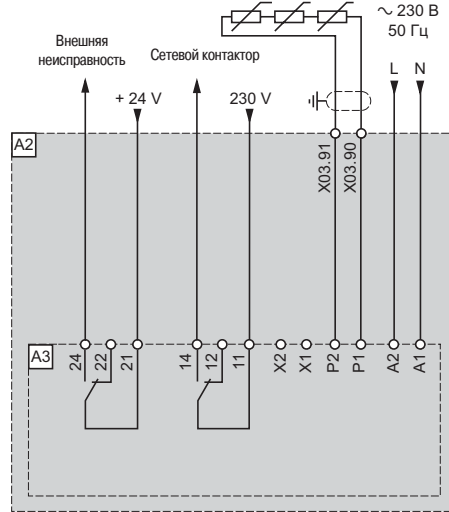 ∼ 230 В
50 Гц
Внешняя
неисправность
Сетевой контактор
L N
+ 24 V
230 V
A2
X03.91
X03.90
A3
24
22
21
14
12
11
X2
X1
P2
P1
A2
A1